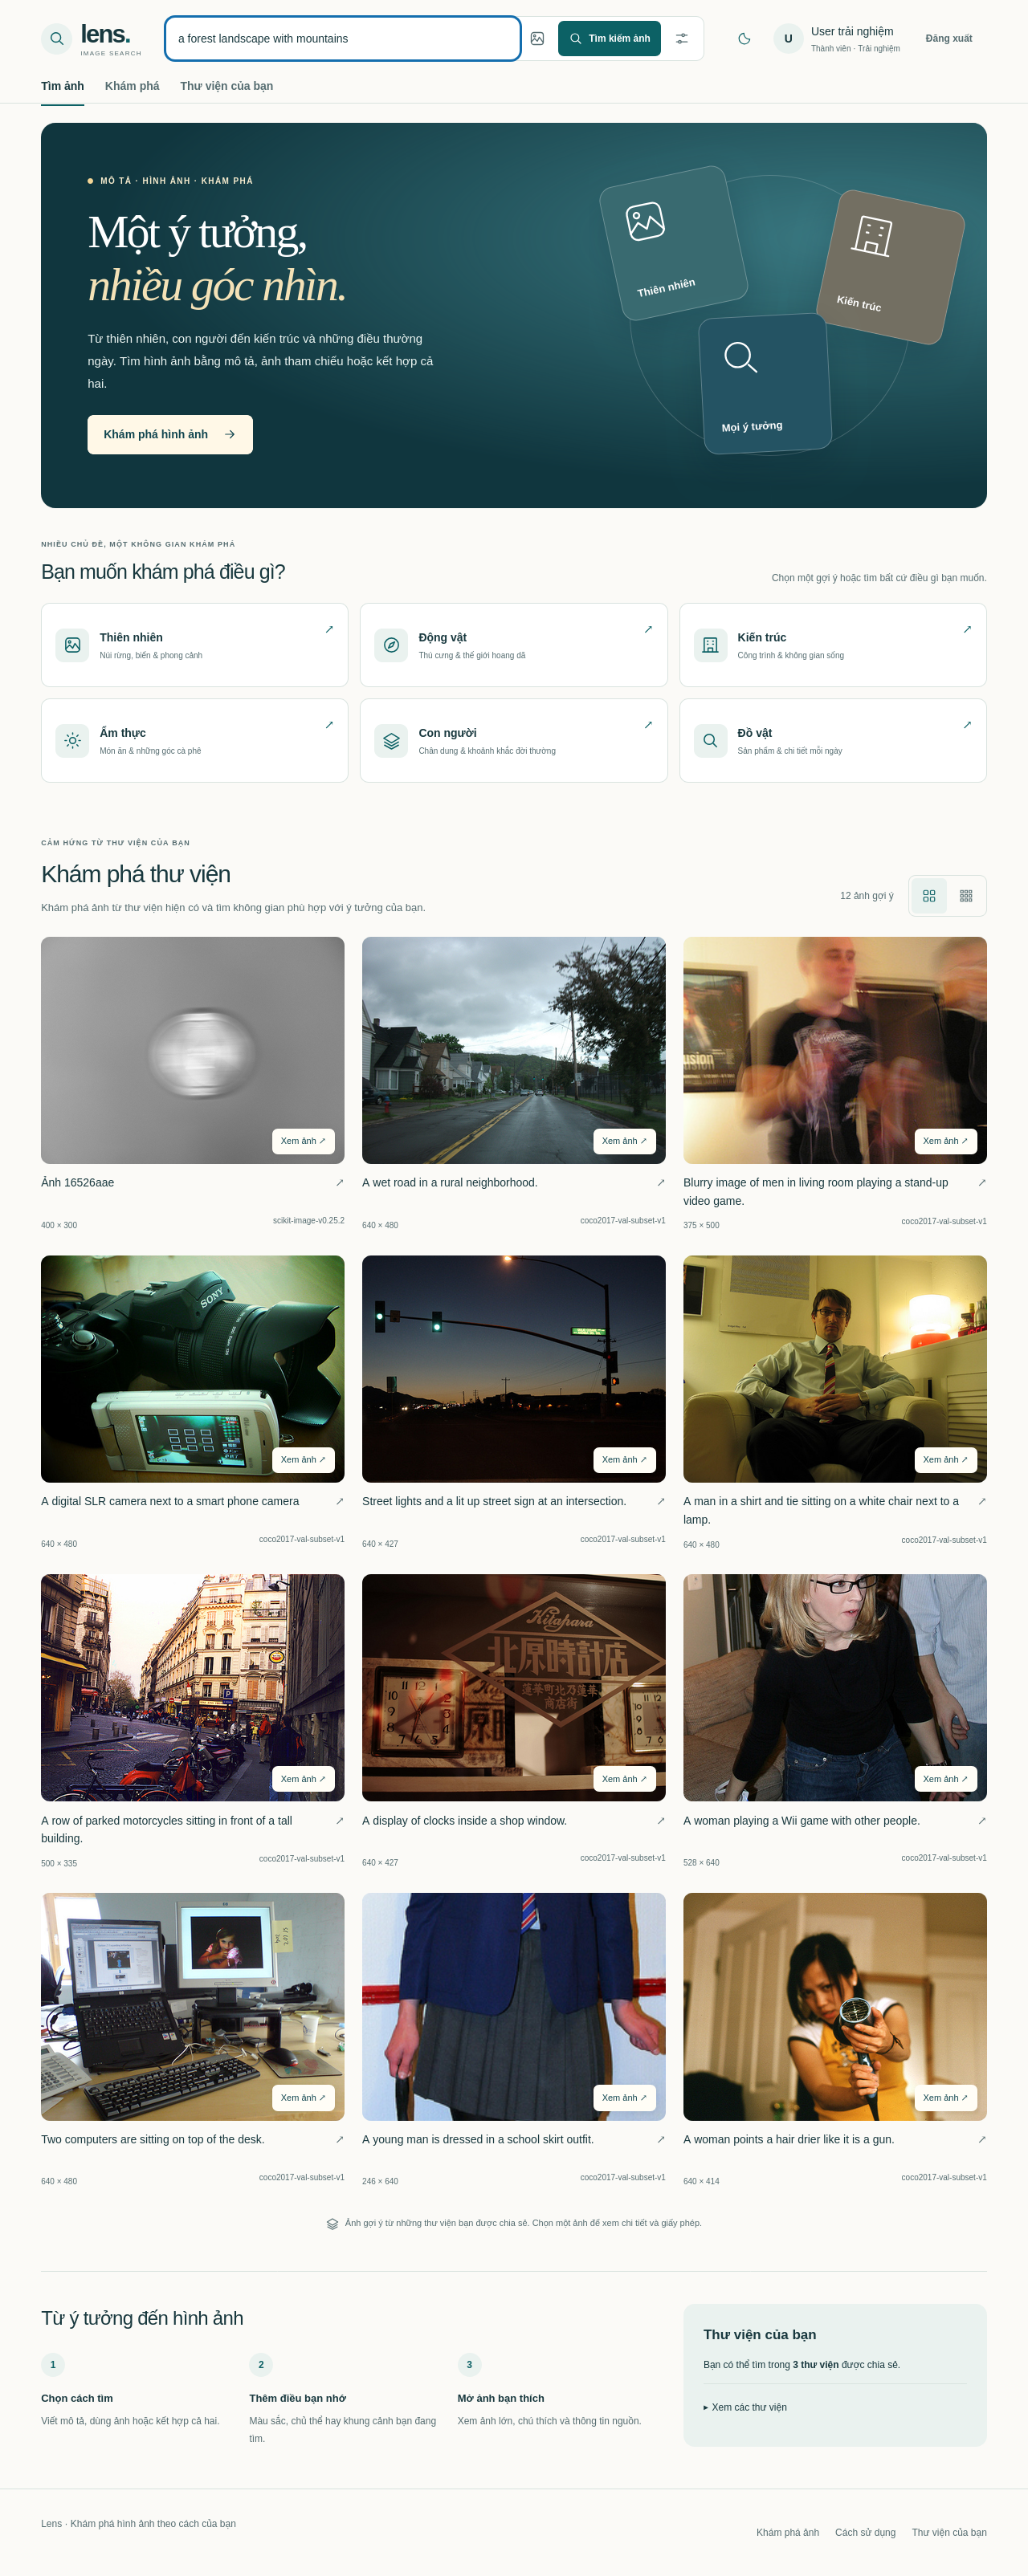 lens.
IMAGE SEARCH
a forest landscape with mountains
Tìm kiếm ảnh
U
User trải nghiệm
Thành viên · Trải nghiệm
Đăng xuất
Tìm ảnh
Khám phá
Thư viện của bạn
MÔ TẢ · HÌNH ẢNH · KHÁM PHÁ
Một ý tưởng,
nhiều góc nhìn.
Từ thiên nhiên, con người đến kiến trúc và những điều thường
ngày. Tìm hình ảnh bằng mô tả, ảnh tham chiếu hoặc kết hợp cả
hai.
Khám phá hình ảnh →
Thiên nhiên
Kiến trúc
Mọi ý tưởng
NHIỀU CHỦ ĐỀ, MỘT KHÔNG GIAN KHÁM PHÁ
Bạn muốn khám phá điều gì?
Chọn một gợi ý hoặc tìm bất cứ điều gì bạn muốn.
Thiên nhiên
Núi rừng, biển & phong cảnh
Động vật
Thú cưng & thế giới hoang dã
Kiến trúc
Công trình & không gian sống
Ẩm thực
Món ăn & những góc cà phê
Con người
Chân dung & khoảnh khắc đời thường
Đồ vật
Sản phẩm & chi tiết mỗi ngày
CẢM HỨNG TỪ THƯ VIỆN CỦA BẠN
Khám phá thư viện
Khám phá ảnh từ thư viện hiện có và tìm không gian phù hợp với ý tưởng của bạn.
12 ảnh gợi ý
Xem ảnh ↗
Xem ảnh ↗
Xem ảnh ↗
Ảnh 16526aae
400 × 300
scikit-image-v0.25.2
A wet road in a rural neighborhood.
640 × 480
coco2017-val-subset-v1
Blurry image of men in living room playing a stand-up
video game.
375 × 500
coco2017-val-subset-v1
SONY
Xem ảnh ↗
Xem ảnh ↗
Xem ảnh ↗
A digital SLR camera next to a smart phone camera
640 × 480
coco2017-val-subset-v1
Street lights and a lit up street sign at an intersection.
640 × 427
coco2017-val-subset-v1
A man in a shirt and tie sitting on a white chair next to a
lamp.
640 × 480
coco2017-val-subset-v1
P
Kitahara
北原時計店
蓮華町北乃蓮華
南店街
Xem ảnh ↗
Xem ảnh ↗
Xem ảnh ↗
A row of parked motorcycles sitting in front of a tall
building.
500 × 335
coco2017-val-subset-v1
A display of clocks inside a shop window.
640 × 427
coco2017-val-subset-v1
A woman playing a Wii game with other people.
528 × 640
coco2017-val-subset-v1
Xem ảnh ↗
Xem ảnh ↗
Xem ảnh ↗
Two computers are sitting on top of the desk.
640 × 480
coco2017-val-subset-v1
A young man is dressed in a school skirt outfit.
246 × 640
coco2017-val-subset-v1
A woman points a hair drier like it is a gun.
640 × 414
coco2017-val-subset-v1
Ảnh gợi ý từ những thư viện bạn được chia sẻ. Chọn một ảnh để xem chi tiết và giấy phép.
Từ ý tưởng đến hình ảnh
1
Chọn cách tìm
Viết mô tả, dùng ảnh hoặc kết hợp cả hai.
2
Thêm điều bạn nhớ
Màu sắc, chủ thể hay khung cảnh bạn đang
tìm.
3
Mở ảnh bạn thích
Xem ảnh lớn, chú thích và thông tin nguồn.
Thư viện của bạn
Bạn có thể tìm trong 3 thư viện được chia sẻ.
▸ Xem các thư viện
Lens · Khám phá hình ảnh theo cách của bạn
Khám phá ảnh
Cách sử dụng
Thư viện của bạn